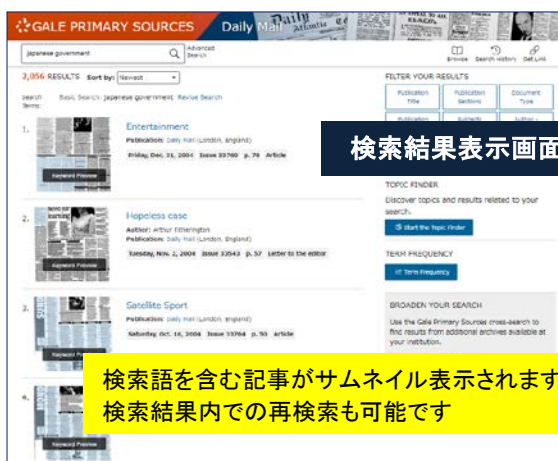 GALE PRIMARY SOURCES
Daily Mail
japanese government
Advanced
Search
Browse Search History Get Link
2,056 RESULTS Sort by: Newest
Search
Terms:
Basic Search: japanese government Revise Search
FILTER YOUR RESULTS
Publication
Title
Publication
Sections
Document
Type
Publication
Subjects
Author
検索結果表示画面
1.
Entertainment
Publication: Daily Mail (London, England)
Friday, Dec. 31, 2004 Issue 33760 p. 76 Article
Keyword Preview
TOPIC FINDER
Discover topics and results related to your
search.
Start the Topic Finder
2.
Hopeless case
Author: Arthur Titherington
Publication: Daily Mail (London, England)
Tuesday, Nov. 2, 2004 Issue 33543 p. 57 Letter to the editor
Keyword Preview
TERM FREQUENCY
Term Frequency
3.
Satellite Sport
Publication: Daily Mail (London, England)
Saturday, Oct. 16, 2004 Issue 33764 p. 50 Article
Keyword Preview
BROADEN YOUR SEARCH
Use the Gale Primary Sources cross-search to
find results from additional archives available at
your institution.
検索語を含む記事がサムネイル表示されます
検索結果内での再検索も可能です
4.
Keyword Preview